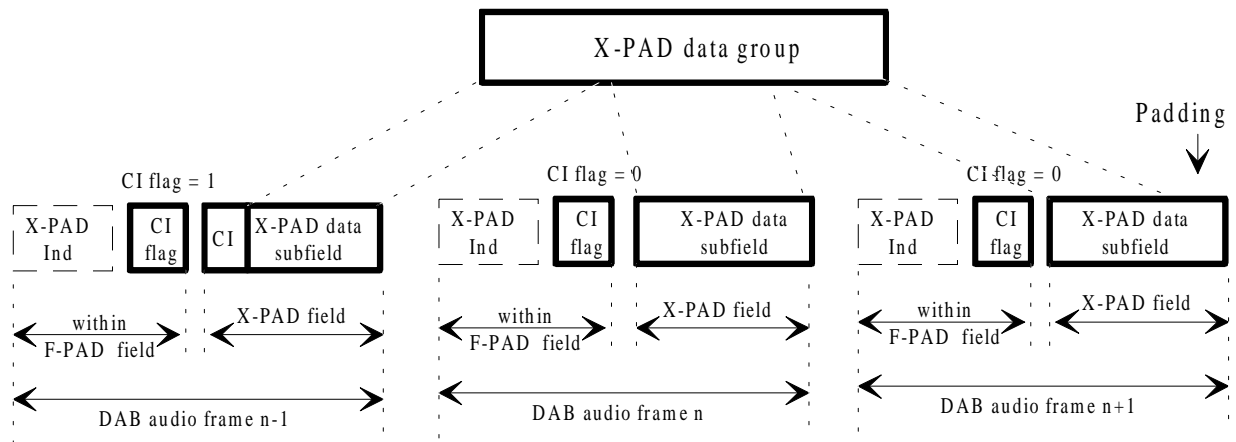 X-PAD data group
Padding
CI flag = 1
CI flag = 0
CI flag = 0
X-PAD
Ind
CI
flag
CI
X-PAD data
subfield
X-PAD
Ind
CI
flag
X-PAD data
subfield
X-PAD
Ind
CI
flag
X-PAD data
subfield
within
F-PAD field
X-PAD field
within
F-PAD field
X-PAD field
within
F-PAD field
X-PAD field
DAB audio frame n-1
DAB audio frame n
DAB audio frame n+1